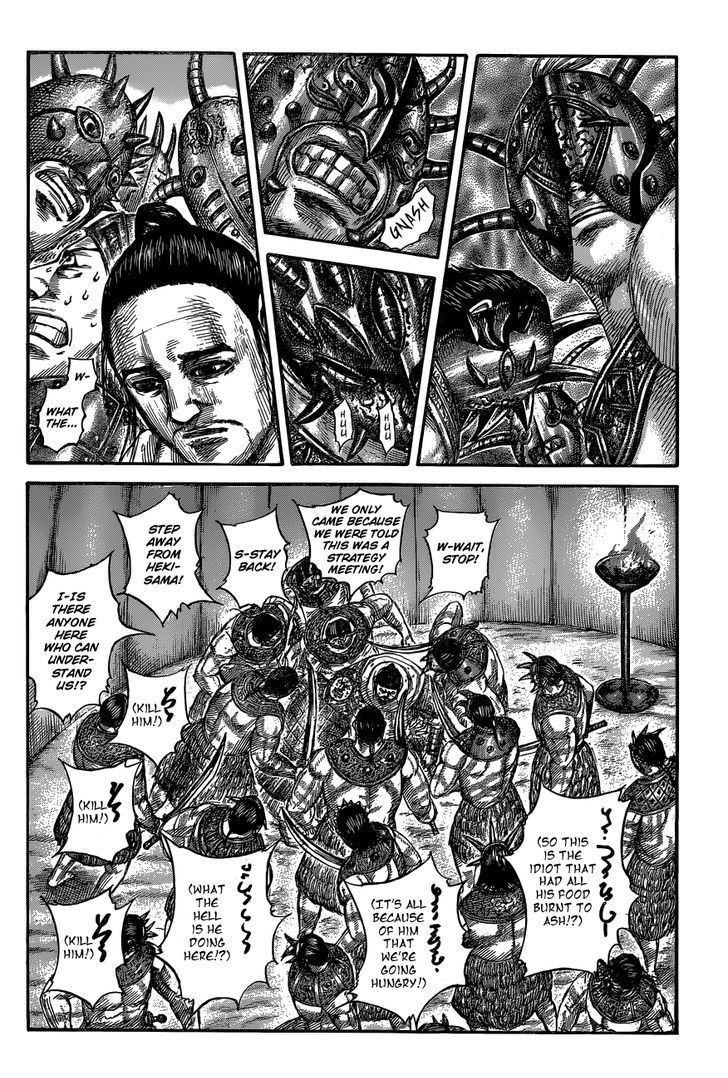 GNASH
HUU
HUU
W-
WHAT
THE...
W-WAIT,
STOP!
WE ONLY
CAME BECAUSE
WE WERE TOLD
THIS WAS A
STRATEGY
MEETING!
S-STAY
BACK!
STEP
AWAY
FROM
HEKI-
SAMA!
I-IS
THERE
ANYONE
HERE
WHO CAN
UNDER-
STAND
US!?
(KILL
HIM!)
(KILL
HIM!)
(KILL
HIM!)
(SO THIS
IS THE
IDIOT THAT
HAD ALL
HIS FOOD
BURNT TO
ASH!?)
(IT'S ALL
BECAUSE
OF HIM
THAT
WE'RE
GOING
HUNGRY!)
(WHAT
THE
HELL
IS HE
DOING
HERE!?)